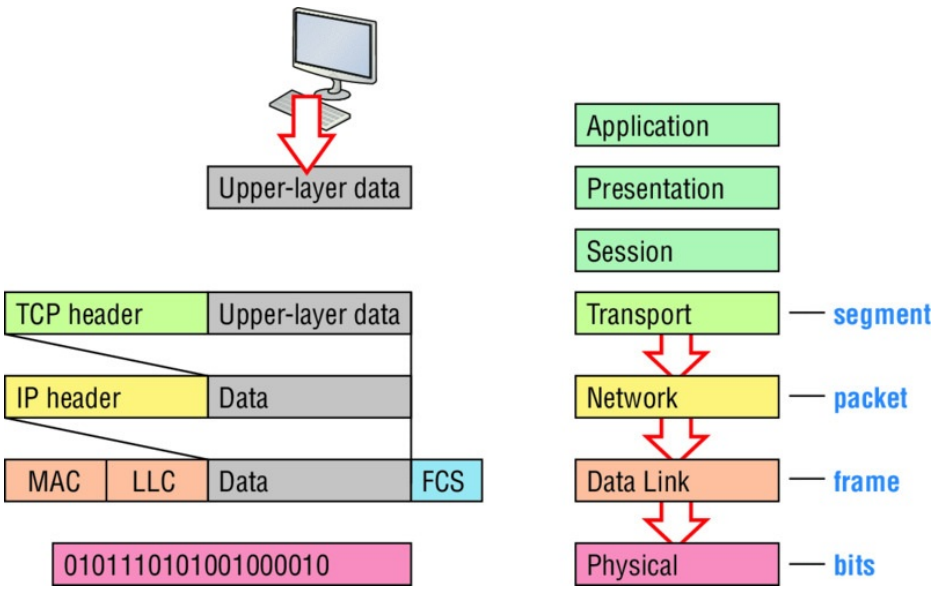 Application
Upper-layer data
Presentation
Session
TCP header
Upper-layer data
Transport
segment
IP header
Data
Network
packet
MAC
LLC
Data
FCS
Data Link
frame
0101110101001000010
Physical
bits